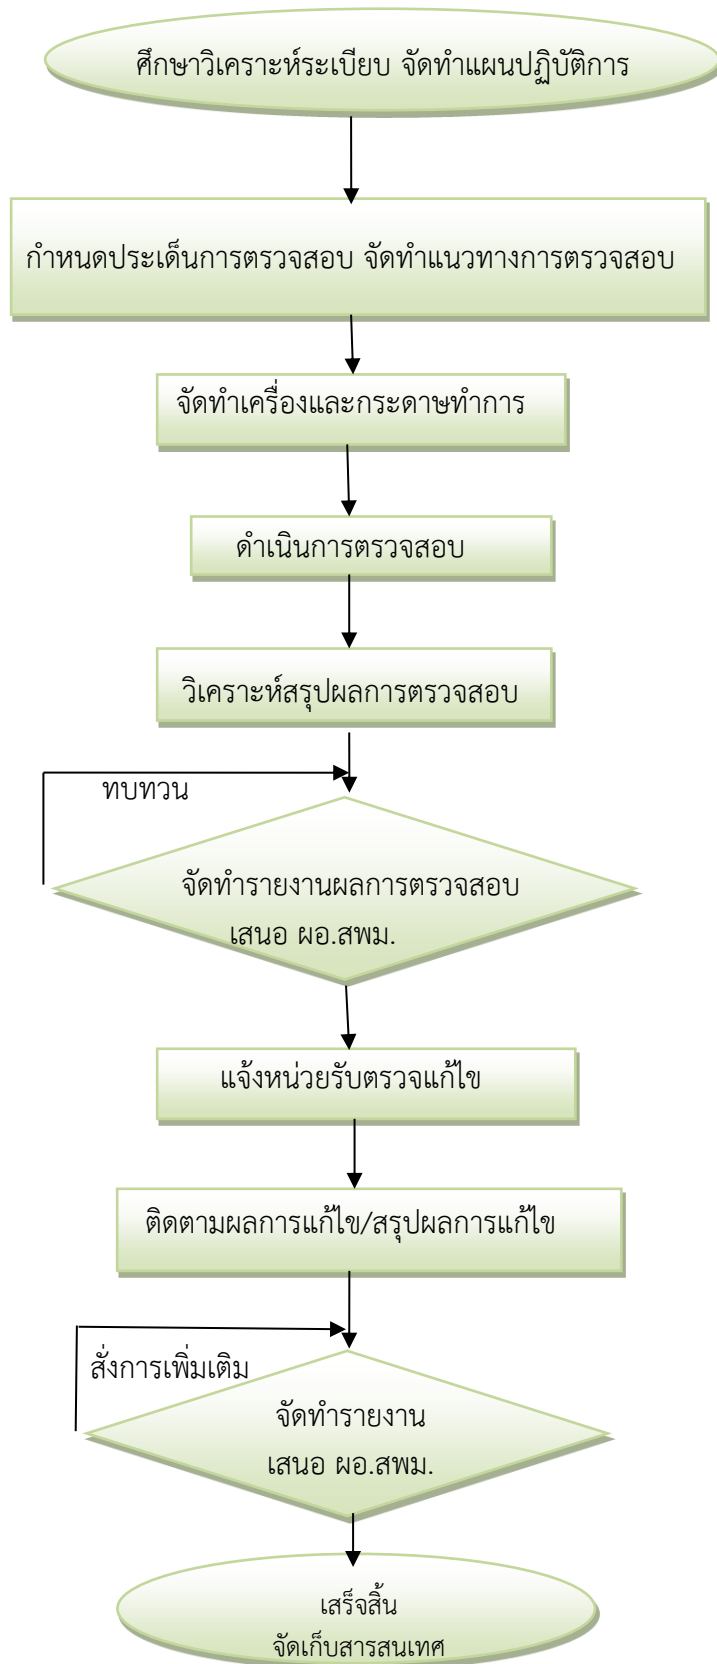 ศึกษาวิเคราะห์ระเบียบ จัดทำแผนปฏิบัติการ
กำหนดประเด็นการตรวจสอบ จัดทำแนวทางการตรวจสอบ
จัดทำเครื่องและกระดาษทำการ
ดำเนินการตรวจสอบ
วิเคราะห์สรุปผลการตรวจสอบ
ทบทวน
จัดทำรายงานผลการตรวจสอบ
เสนอ ผอ.สพม.
แจ้งหน่วยรับตรวจแก้ไข
ติดตามผลการแก้ไข/สรุปผลการแก้ไข
สั่งการเพิ่มเติม
จัดทำรายงาน
เสนอ ผอ.สพม.
เสร็จสิ้น
จัดเก็บสารสนเทศ